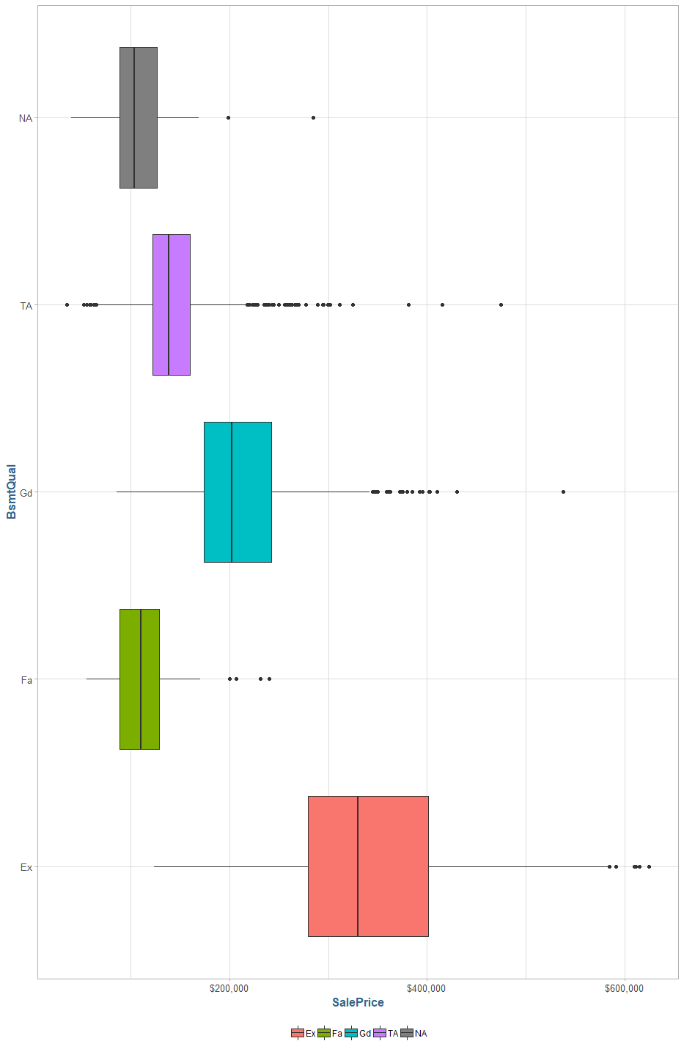 NA
TA
BsmtQual
Gd
Fa
Ex
$200,000 $400,000 $600,000
SalePrice
Ex Fa Gd TA NA